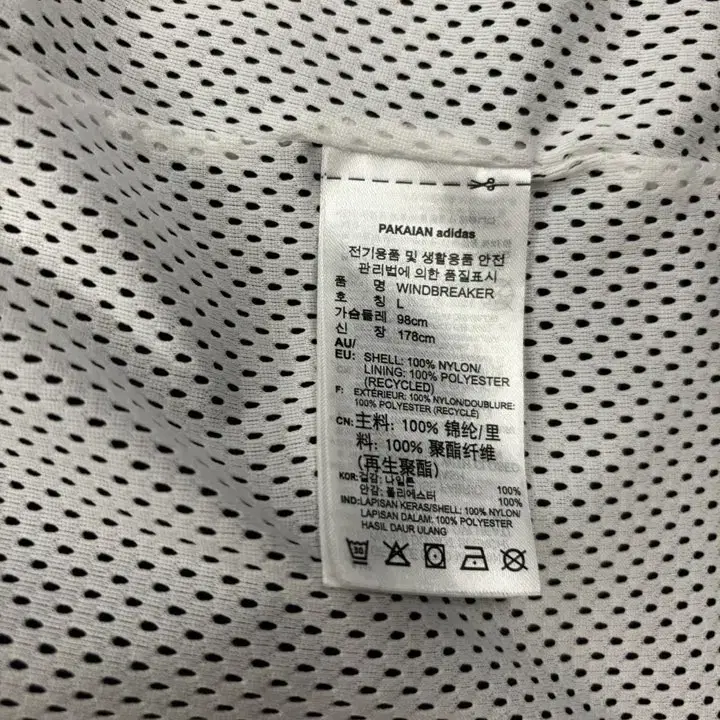 PAKAIAN adidas
전기용품 및 생활용품 안전
관리법에 의한 품질표시
품 명 WINDBREAKER
호 칭 L
가슴둘레 98cm
신 장 178cm
AU/
EU: SHELL: 100% NYLON/
LINING: 100% POLYESTER
(RECYCLED)
F: EXTÉRIEUR: 100% NYLON/DOUBLURE:
100% POLYESTER (RECYCLÉ)
CN: 主料: 100% 锦纶/里
料: 100% 聚酯纤维
(再生聚酯)
KOR: 겉감: 나일론 100%
안감: 폴리에스터 100%
IND: LAPISAN KERAS/SHELL: 100% NYLON/
LAPISAN DALAM: 100% POLYESTER
HASIL DAUR ULANG
30